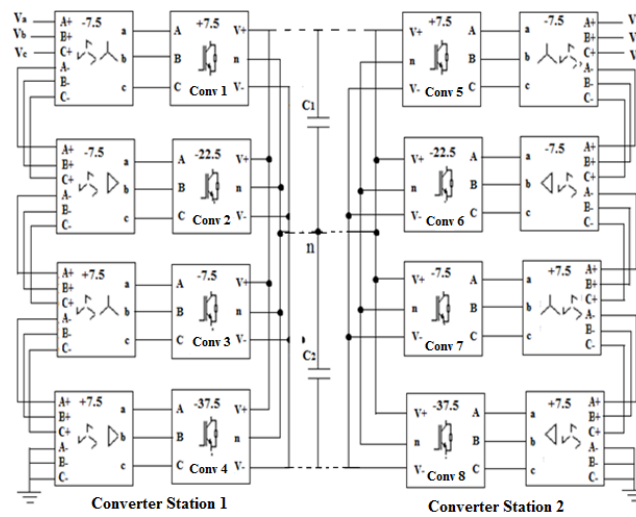 Va
Vb
Vc
A+
B+
C+
A-
B-
C-
-7.5
a
b
c
A
B
C
+7.5
Conv 1
V+
n
V-
A+
B+
C+
A-
B-
C-
-7.5
a
b
c
A
B
C
-22.5
Conv 2
V+
n
V-
A+
B+
C+
A-
B-
C-
+7.5
a
b
c
A
B
C
-7.5
Conv 3
V+
n
V-
A+
B+
C+
A-
B-
C-
+7.5
a
b
c
A
B
C
-37.5
Conv 4
V+
n
V-
Converter Station 1
C1
n
C2
V+
n
V-
+7.5
Conv 5
A
B
C
a
b
c
-7.5
A+
B+
C+
A-
B-
C-
V+
n
V-
-22.5
Conv 6
A
B
C
a
b
c
-7.5
A+
B+
C+
A-
B-
C-
V+
n
V-
-7.5
Conv 7
A
B
C
a
b
c
+7.5
A+
B+
C+
A-
B-
C-
V+
n
V-
-37.5
Conv 8
A
B
C
a
b
c
+7.5
A+
B+
C+
A-
B-
C-
Converter Station 2